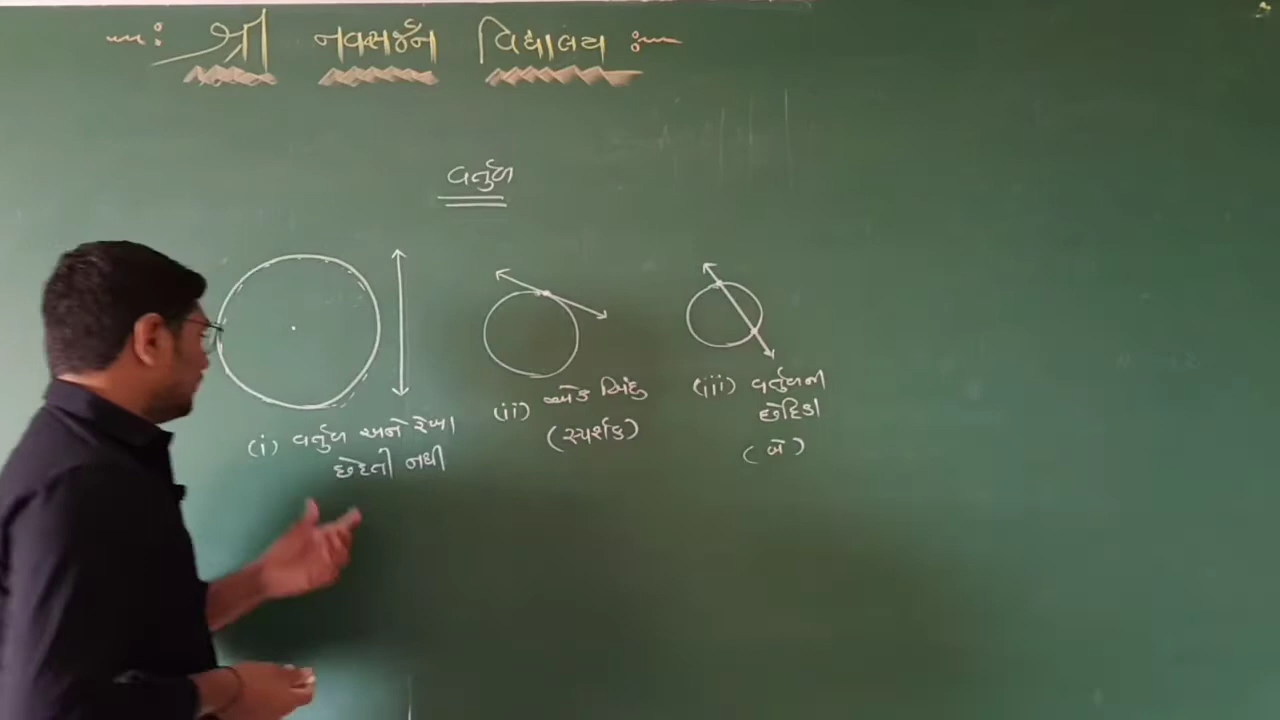 શ્રી નવસર્જન વિદ્યાલય
વર્તુળ
(i) વર્તુળ અને રેખા
છેદતી નથી
(ii) એક બિંદુ
(સ્પર્શક)
(iii) વર્તુળની
છેદિકા
(બે)